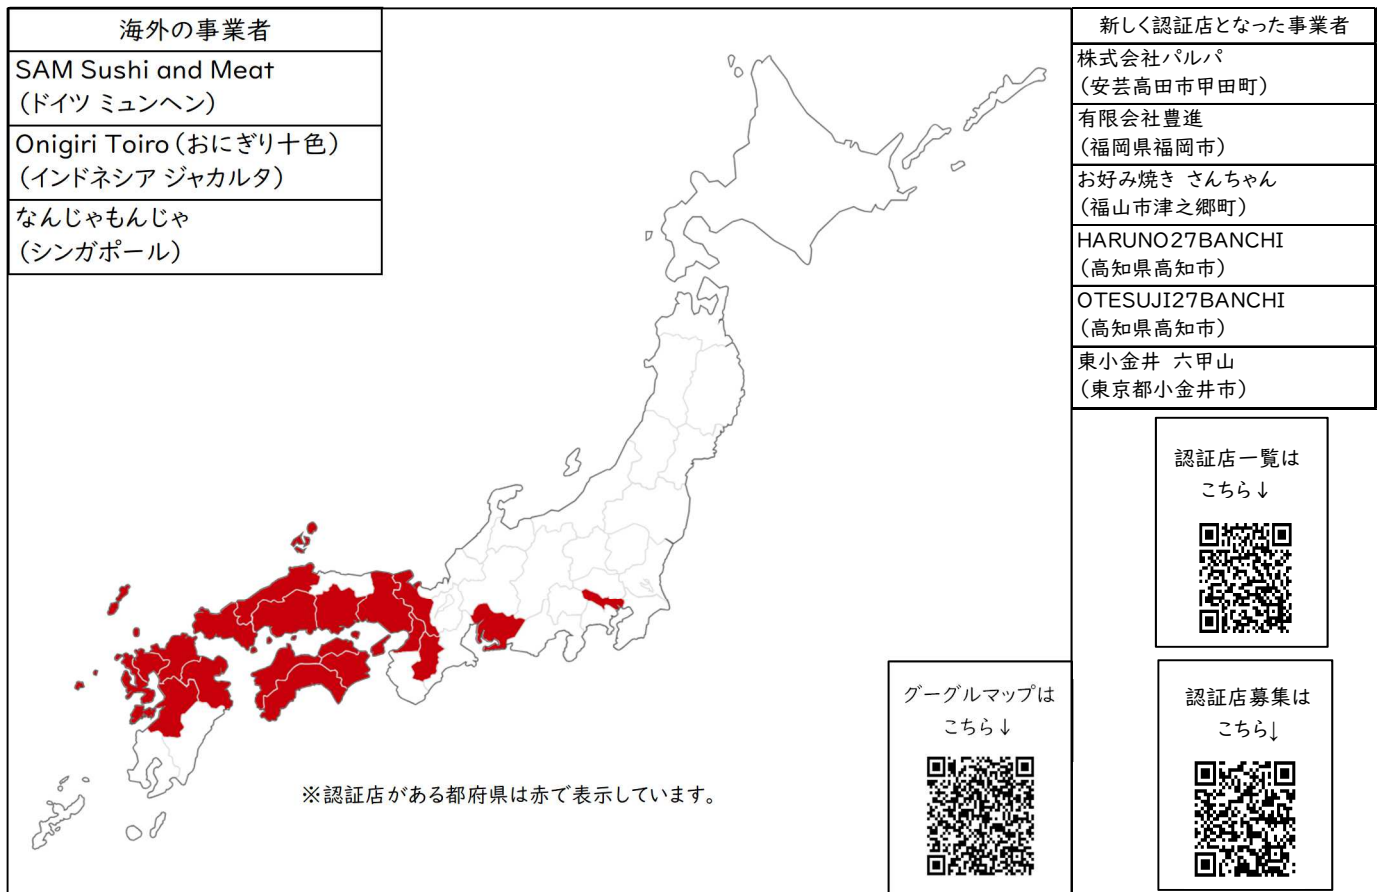 海外の事業者
SAM Sushi and Meat
（ドイツ ミュンヘン）
Onigiri Toiro（おにぎり十色）
（インドネシア ジャカルタ）
なんじゃもんじゃ
（シンガポール）
新しく認証店となった事業者
株式会社パルパ
（安芸高田市甲田町）
有限会社豊進
（福岡県福岡市）
お好み焼き さんちゃん
（福山市津之郷町）
HARUNO27BANCHI
（高知県高知市）
OTESUJI27BANCHI
（高知県高知市）
東小金井 六甲山
（東京都小金井市）
認証店一覧は
こちら↓
グーグルマップは
こちら↓
認証店募集は
こちら↓
※認証店がある都府県は赤で表示しています。